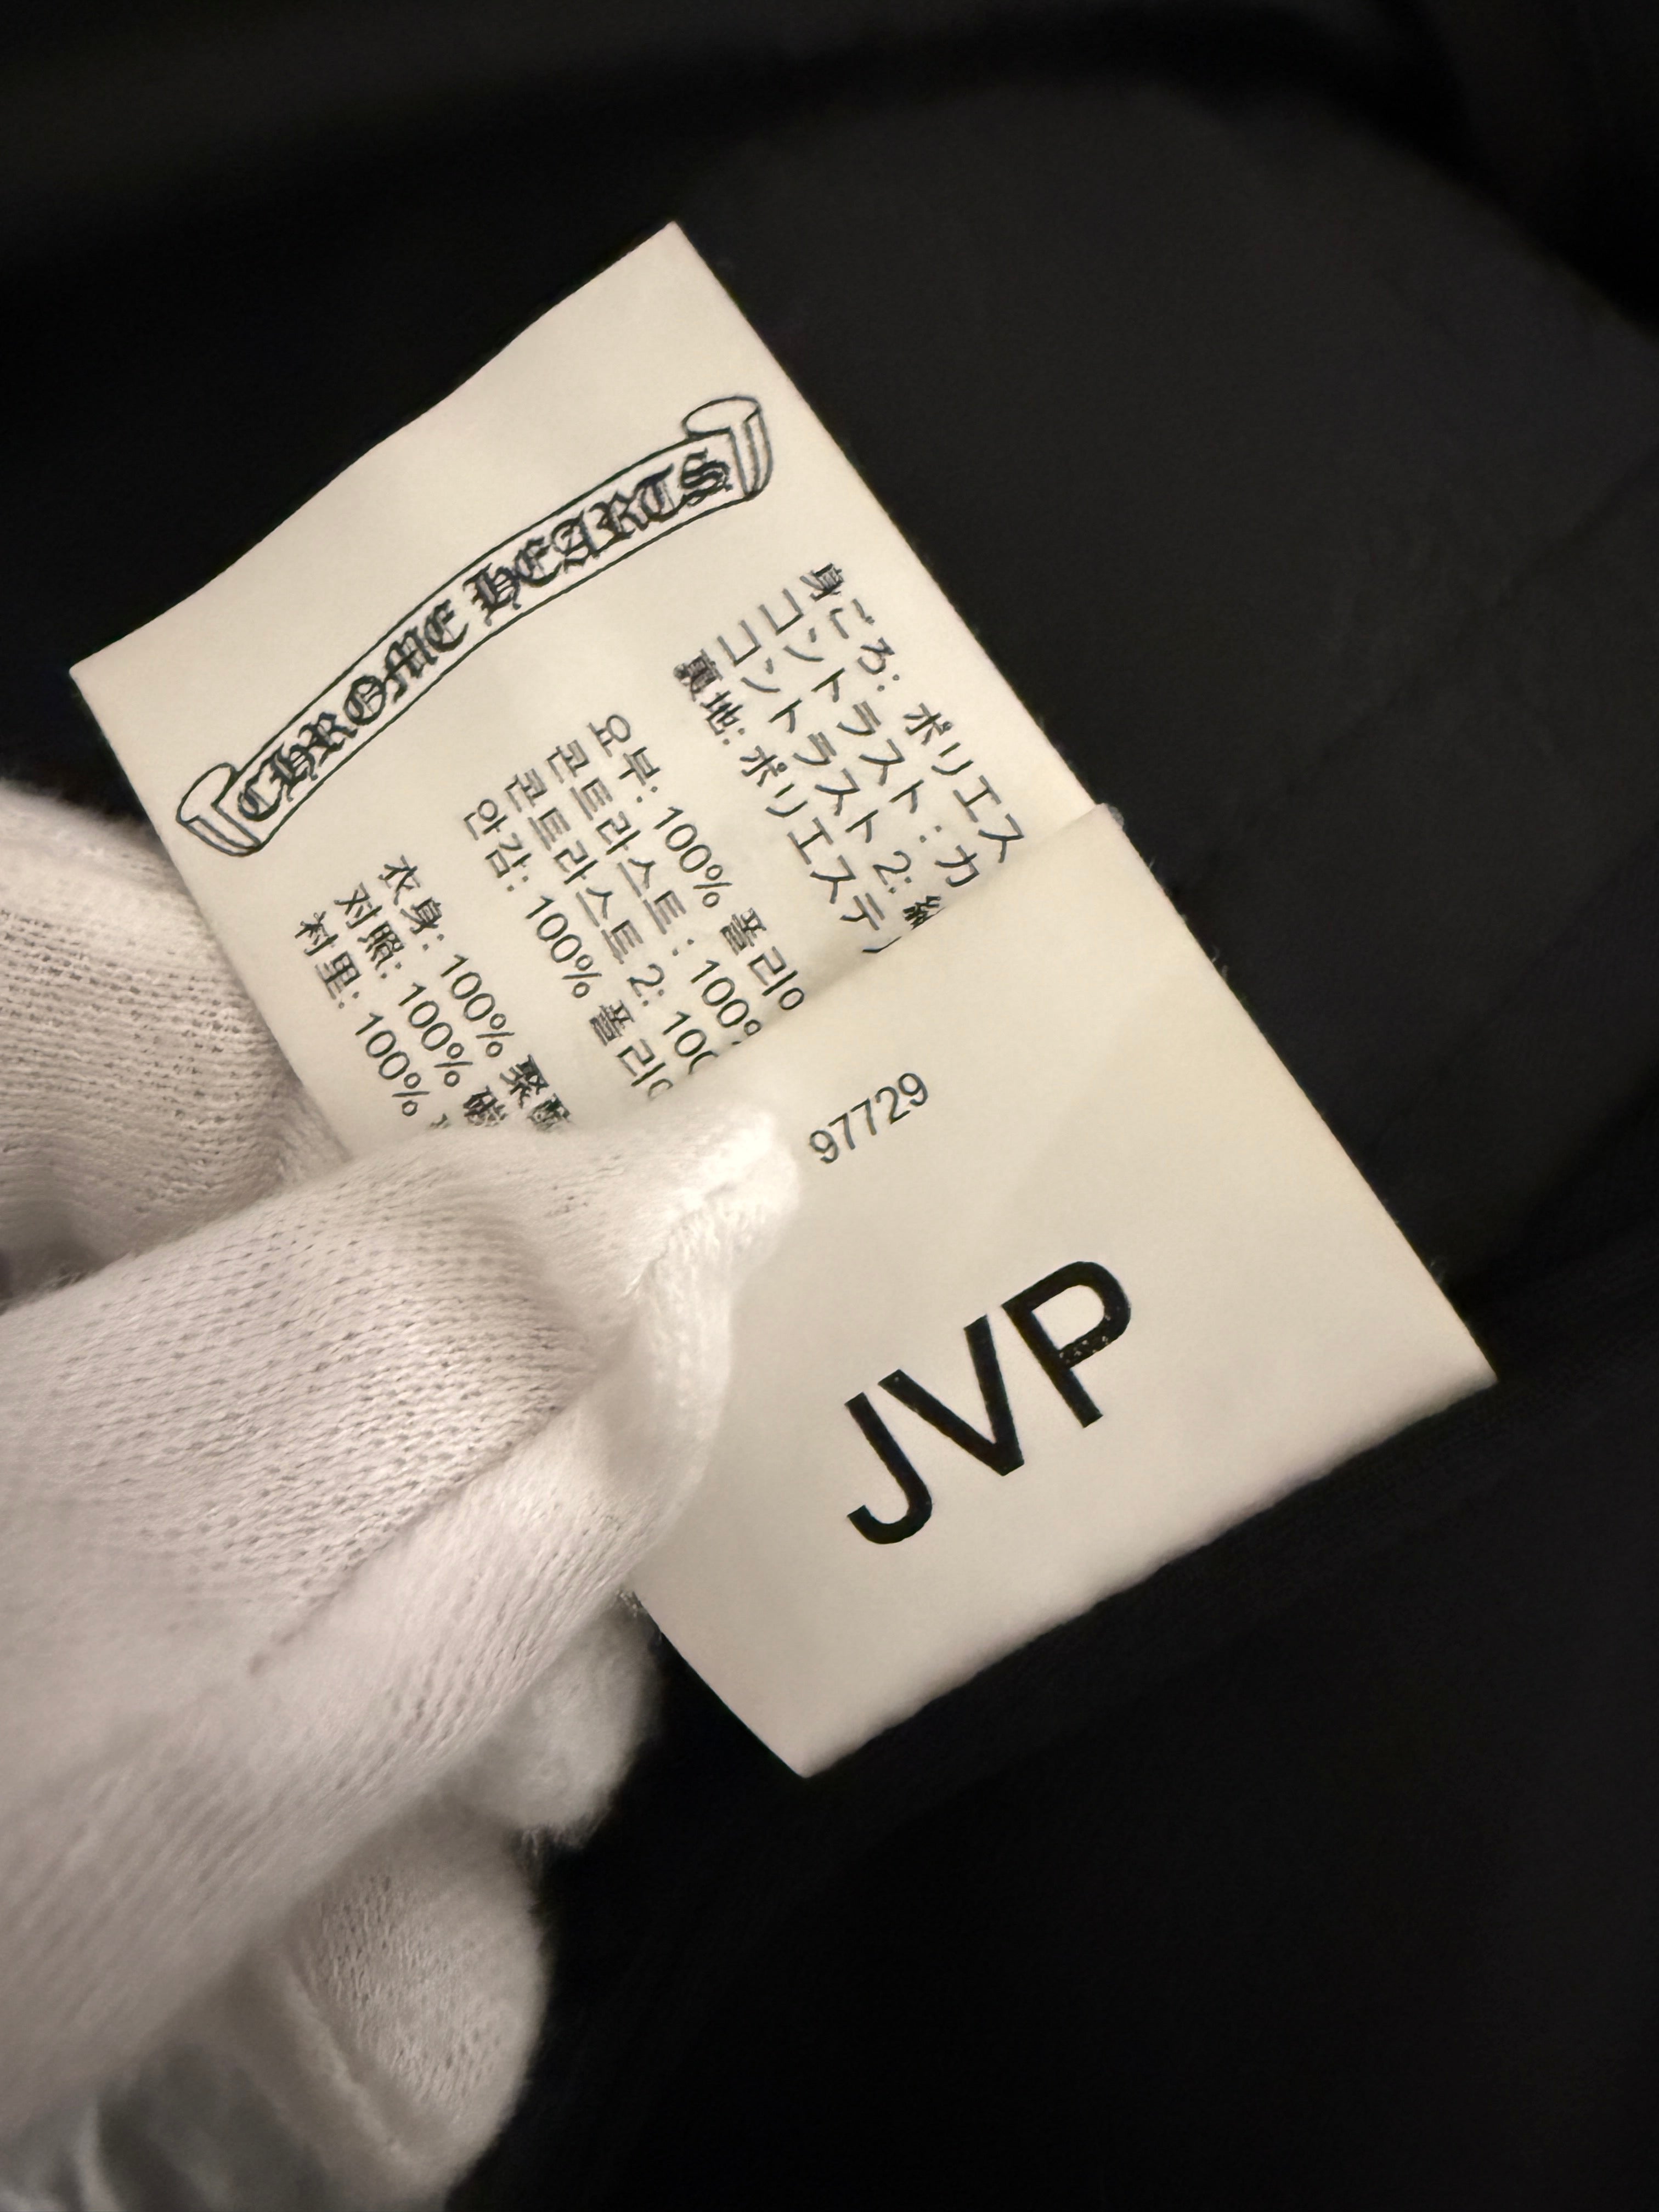 CHROME HEARTS
身ごろ: ポリエス
コントラスト : カ
コントラスト 2: 
裏地: ポリエステ
요부: 100% 폴리
콘트라스트 : 100%
콘트라스트 2: 100
안감: 100% 폴리
衣身: 100% 聚酯
对照: 100% 
衬里: 100%
97729
JVP